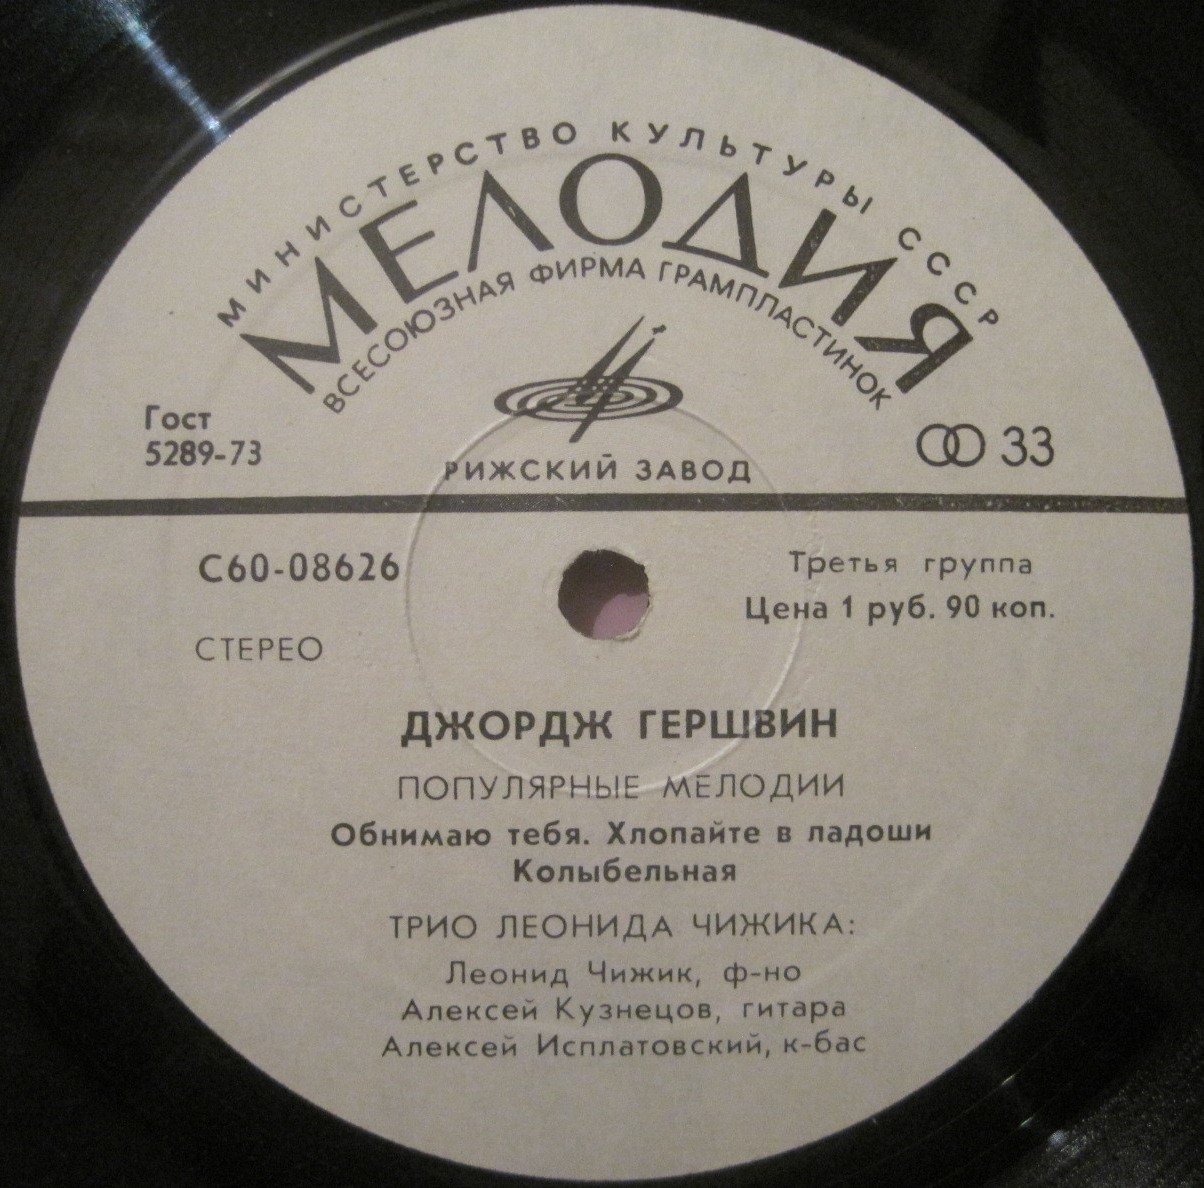 МИНИСТЕРСТВО КУЛЬТУРЫ СССР
МЕЛОДИЯ
ВСЕСОЮЗНАЯ ФИРМА ГРАМПЛАСТИНОК
Гост
5289-73
33
РИЖСКИЙ ЗАВОД
С60-08626
Третья группа
Цена 1 руб. 90 коп.
СТЕРЕО
ДЖОРДЖ ГЕРШВИН
ПОПУЛЯРНЫЕ МЕЛОДИИ
Обнимаю тебя. Хлопайте в ладоши
Колыбельная
ТРИО ЛЕОНИДА ЧИЖИКА:
Леонид Чижик, ф-но
Алексей Кузнецов, гитара
Алексей Исплатовский, к-бас